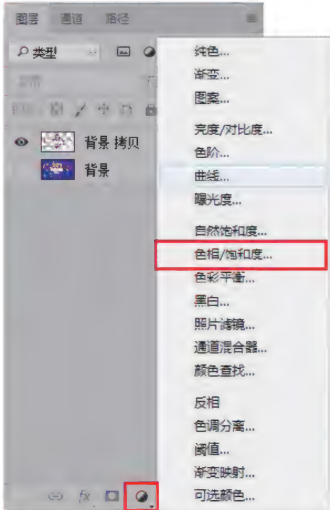 图层 通道 路径
类型
背景 拷贝
背景
fx
纯色...
渐变...
图案...
亮度/对比度...
色阶...
曲线...
曝光度...
自然饱和度...
色相/饱和度...
色彩平衡...
黑白...
照片滤镜...
通道混合器...
颜色查找...
反相
色调分离...
阈值...
渐变映射...
可选颜色...